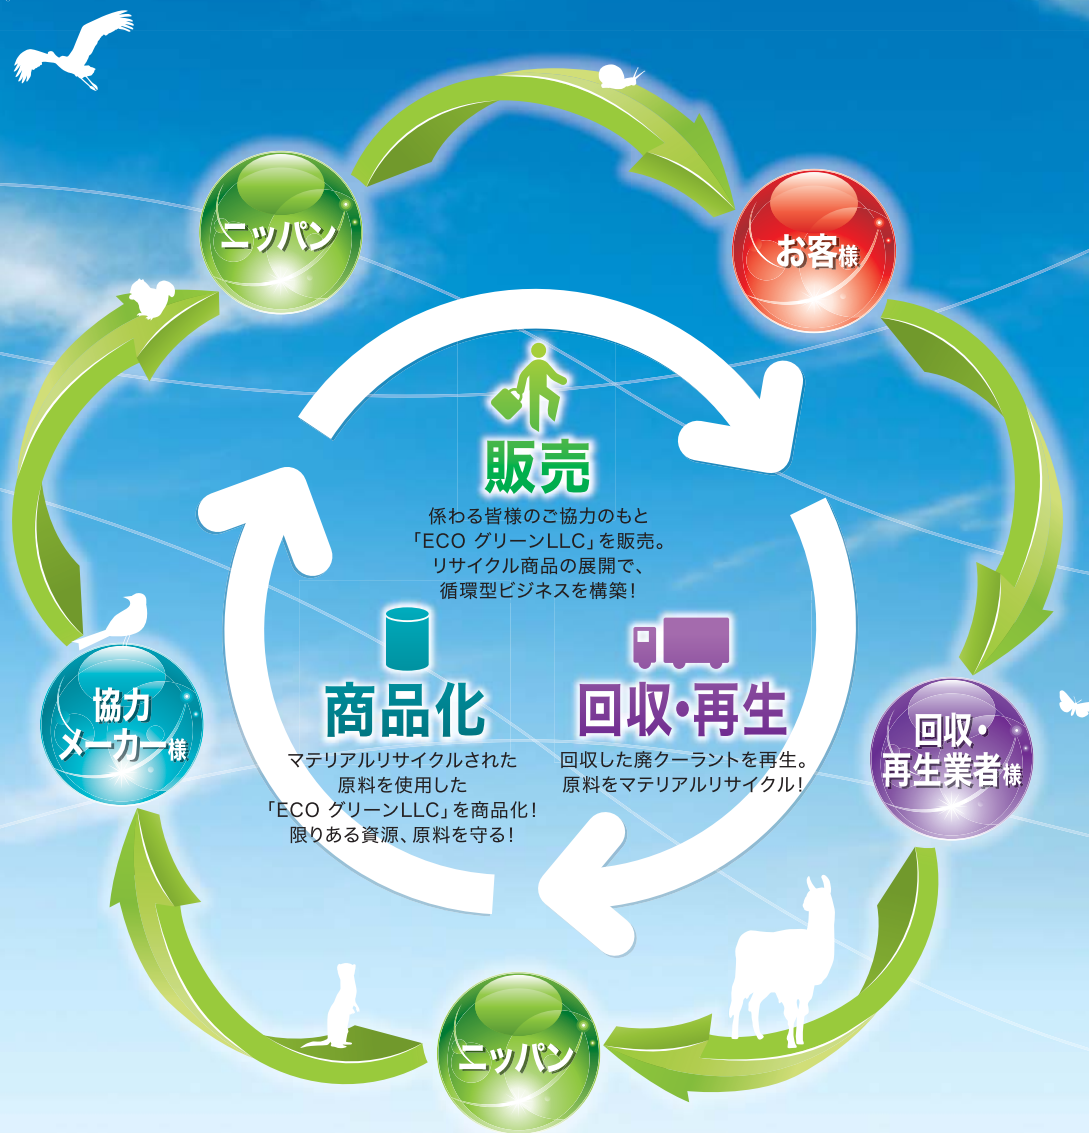 ニッパン
お客様
販売
係わる皆様のご協力のもと
「ECO グリーンLLC」を販売。
リサイクル商品の展開で、
循環型ビジネスを構築！
商品化
マテリアルリサイクルされた
原料を使用した
「ECO グリーンLLC」を商品化！
限りある資源、原料を守る！
回収・再生
回収した廃クーラントを再生。
原料をマテリアルリサイクル！
協力
メーカー様
回収・
再生業者様
ニッパン